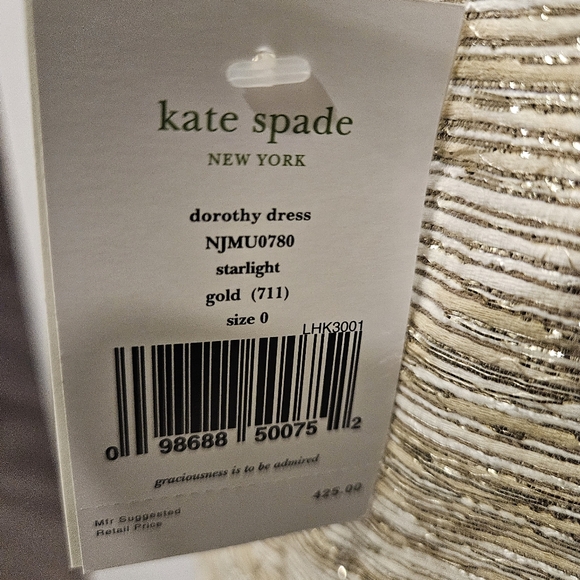 kate spade
NEW YORK
dorothy dress
NJMU0780
starlight
gold (711)
size 0
LHK3001
0 98688 50075 2
graciousness is to be admired
425.00
Mfr Suggested
Retail Price